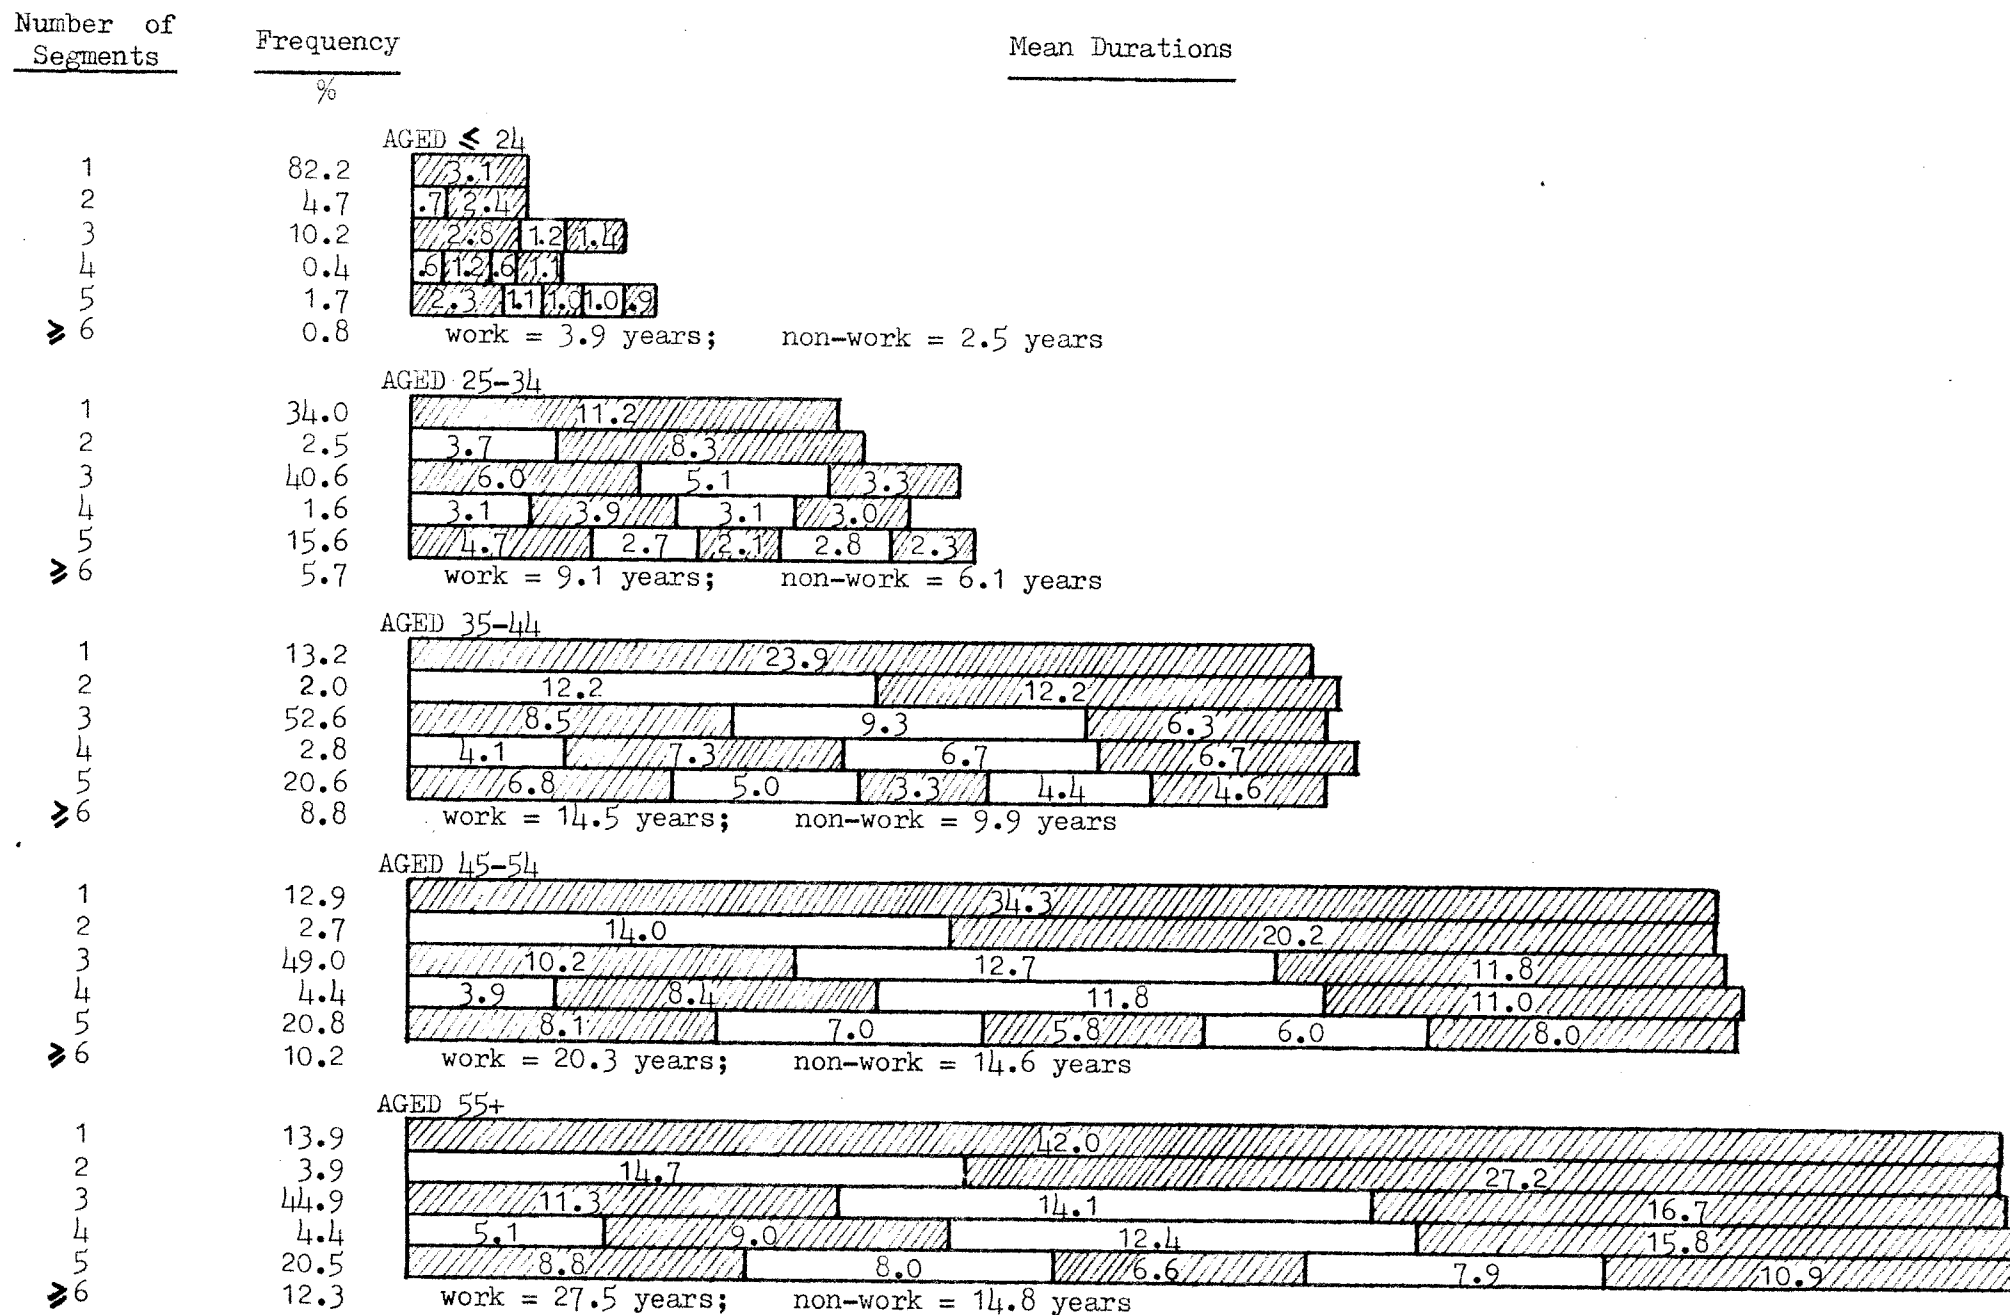 Number of Segments Frequency Mean Durations
%
AGED ≤ 24
1 82.2 3.1
2 4.7 .7 2.4
3 10.2 2.8 1.2 1.4
4 0.4 .6 1.2 .6 1.1
5 1.7 2.3 1.1 1.0 1.0 .9
≥ 6 0.8 work = 3.9 years; non-work = 2.5 years
AGED 25-34
1 34.0 11.2
2 2.5 3.7 8.3
3 40.6 6.0 5.1 3.3
4 1.6 3.1 3.9 3.1 3.0
5 15.6 4.7 2.7 2.1 2.8 2.3
≥ 6 5.7 work = 9.1 years; non-work = 6.1 years
AGED 35-44
1 13.2 23.9
2 2.0 12.2 12.2
3 52.6 8.5 9.3 6.3
4 2.8 4.1 7.3 6.7 6.7
5 20.6 6.8 5.0 3.3 4.4 4.6
≥ 6 8.8 work = 14.5 years; non-work = 9.9 years
AGED 45-54
1 12.9 34.3
2 2.7 14.0 20.2
3 49.0 10.2 12.7 11.8
4 4.4 3.9 8.4 11.8 11.0
5 20.8 8.1 7.0 5.8 6.0 8.0
≥ 6 10.2 work = 20.3 years; non-work = 14.6 years
AGED 55+
1 13.9 42.0
2 3.9 14.7 27.2
3 44.9 11.3 14.1 16.7
4 4.4 5.1 9.0 12.4 15.8
5 20.5 8.8 8.0 6.6 7.9 10.9
≥ 6 12.3 work = 27.5 years; non-work = 14.8 years